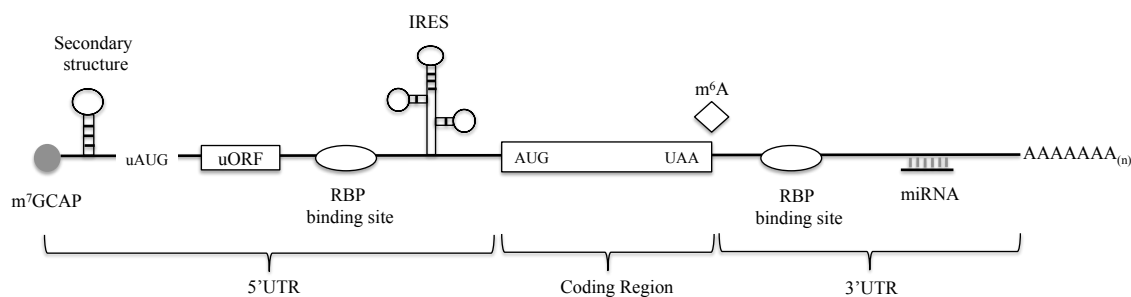 IRES
Secondary
structure
m⁶A
uAUG
uORF
AUG
UAA
AAAAAAA(n)
m⁷GCAP
RBP
binding site
RBP
binding site
miRNA
5’UTR
Coding Region
3’UTR